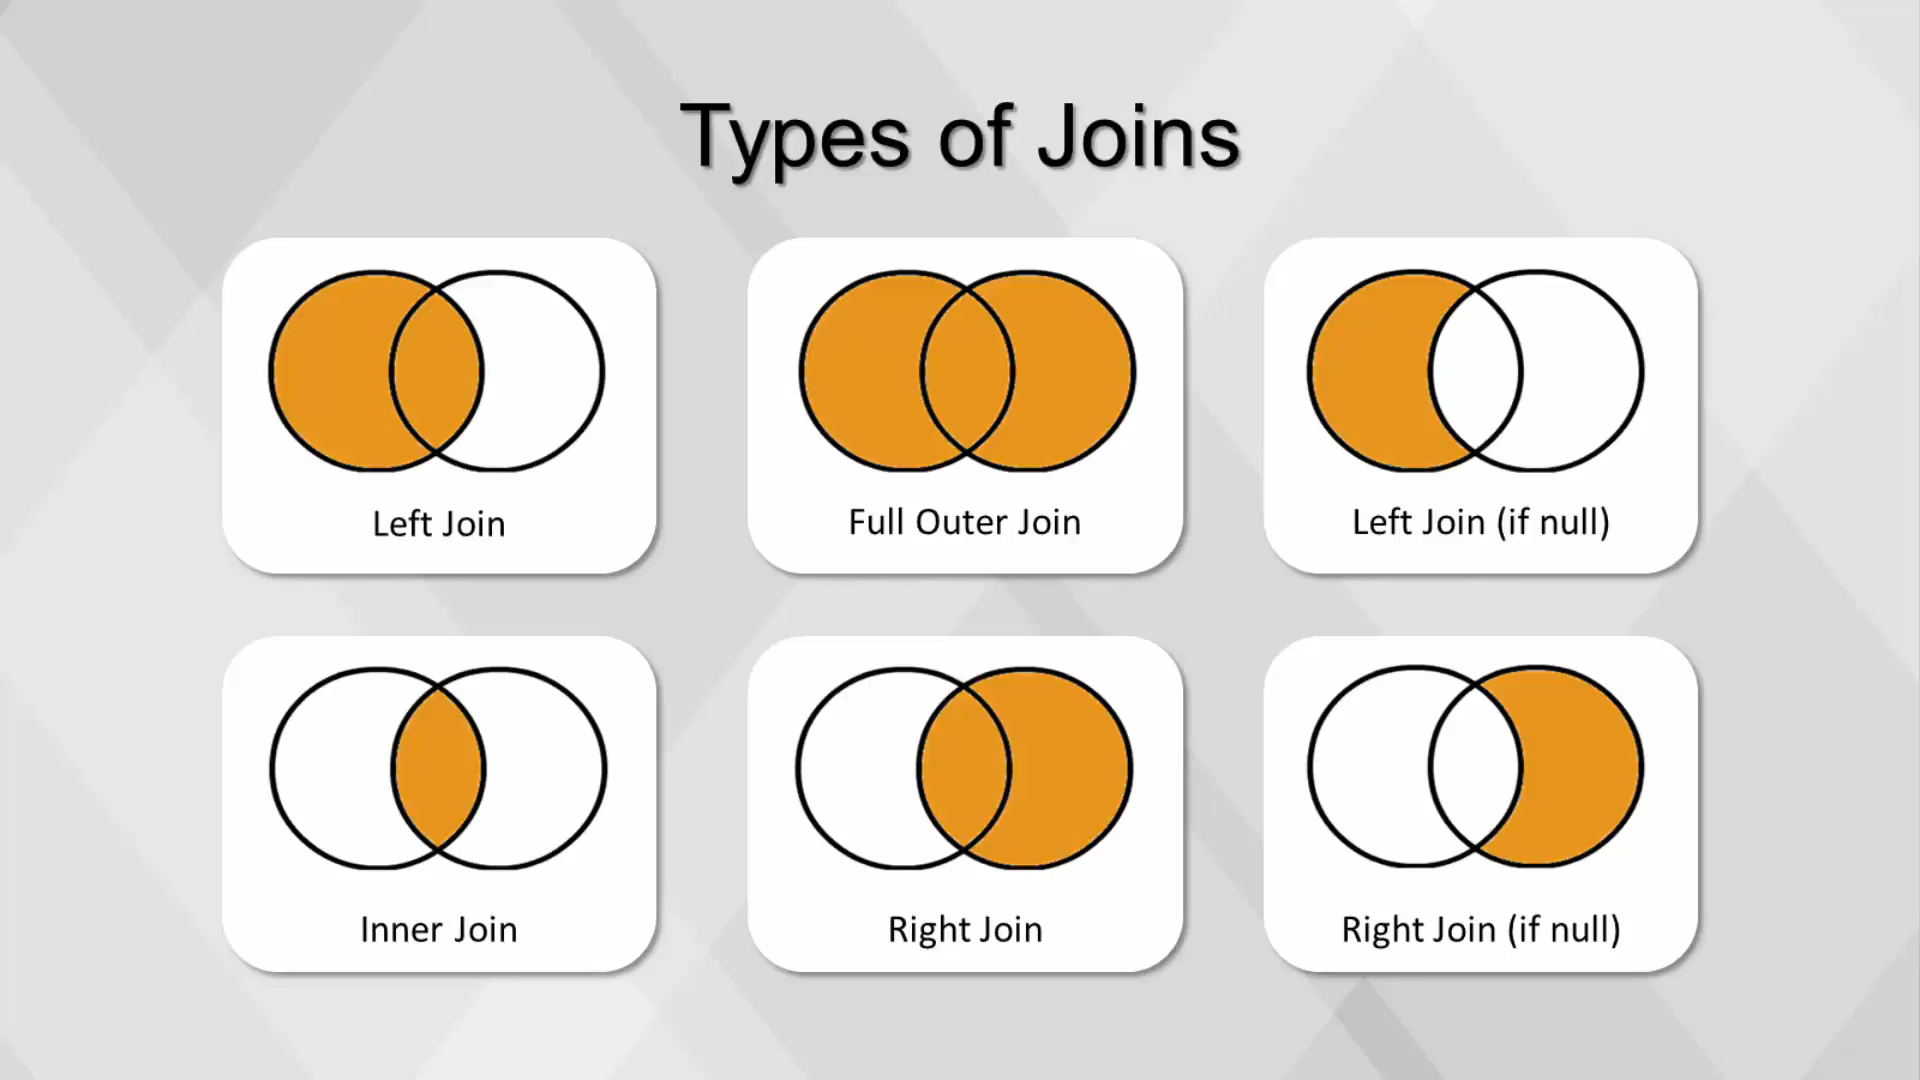 Types of Joins
Left Join
Full Outer Join
Left Join (if null)
Inner Join
Right Join
Right Join (if null)